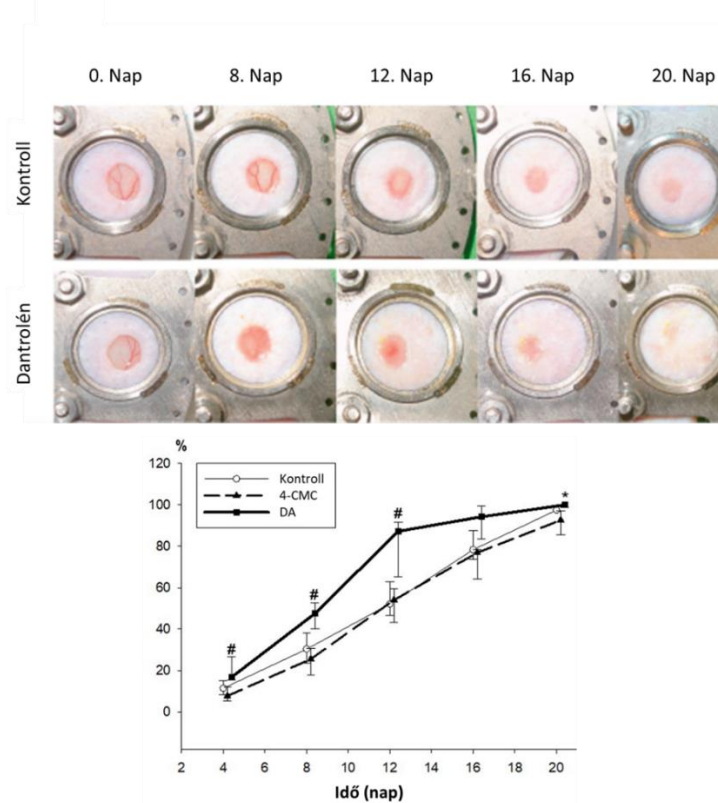 0. Nap 8. Nap 12. Nap 16. Nap 20. Nap
Kontroll
Dantrolén
%
120
100
80
60
40
20
0
Kontroll
4-CMC
DA
#
#
#
*
2 4 6 8 10 12 14 16 18 20
Idő (nap)